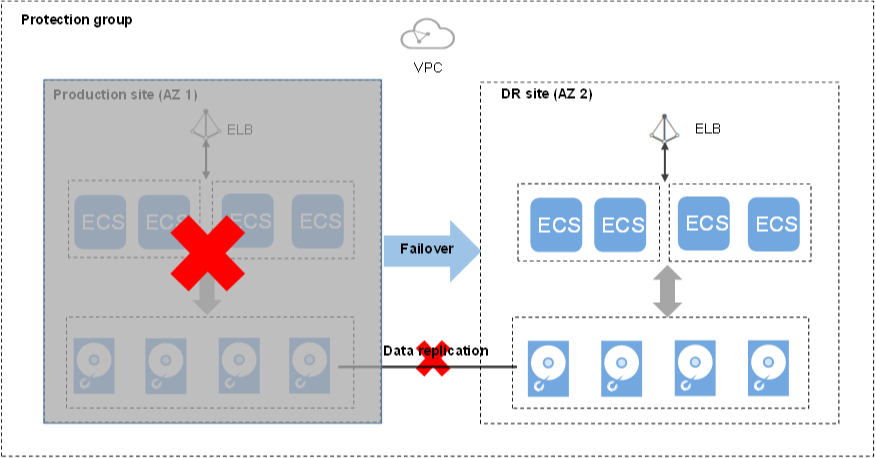 Protection group
VPC
Production site (AZ 1)
DR site (AZ 2)
ELB
ELB
ECS
ECS
ECS
ECS
ECS
ECS
ECS
ECS
Failover
Data replication